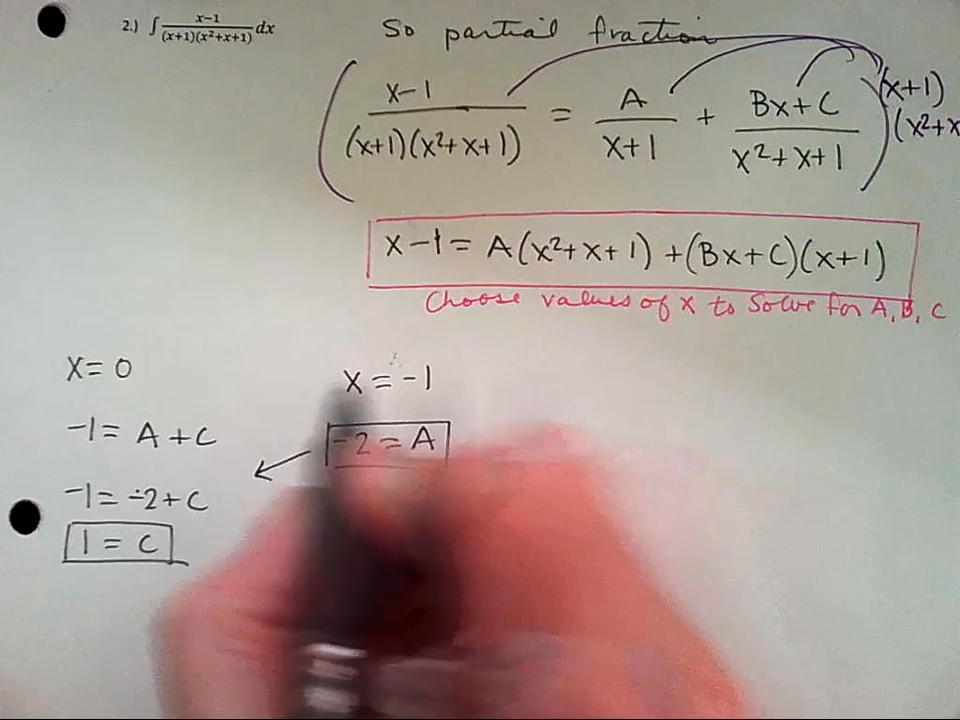 2.) ∫ x-1 / (x+1)(x²+x+1) dx
So partial fraction
( x-1 / (x+1)(x²+x+1) = A / x+1 + Bx+C / x²+x+1 ) (x+1)
(x²+x
x-1 = A(x²+x+1) + (Bx+C)(x+1)
Choose values of x to solve for A, B, C
x = 0
-1 = A + C
-1 = -2 + C
1 = C
x = -1
-2 = A